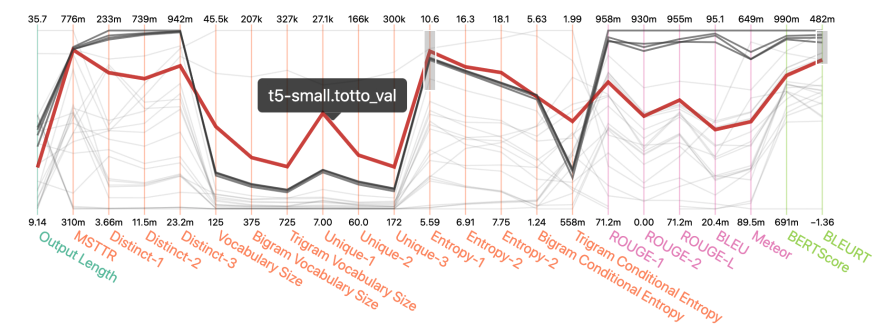 35.7 776m 233m 739m 942m 45.5k 207k 327k 27.1k 166k 300k 10.6 16.3 18.1 5.63 1.99 958m 930m 955m 95.1 649m 990m 482m
t5-small.totto_val
9.14 310m 3.66m 11.5m 23.2m 125 375 725 7.00 60.0 172 5.59 6.91 7.75 1.24 558m 71.2m 0.00 71.2m 20.4m 89.5m 691m -1.36
Output Length
MSTTR
Distinct-1
Distinct-2
Distinct-3
Vocabulary Size
Bigram Vocabulary Size
Trigram Vocabulary Size
Unique-1
Unique-2
Unique-3
Entropy-1
Entropy-2
Entropy-2
Bigram Conditional Entropy
Trigram Conditional Entropy
ROUGE-1
ROUGE-2
ROUGE-L
BLEU
Meteor
BERTScore
BLEURT